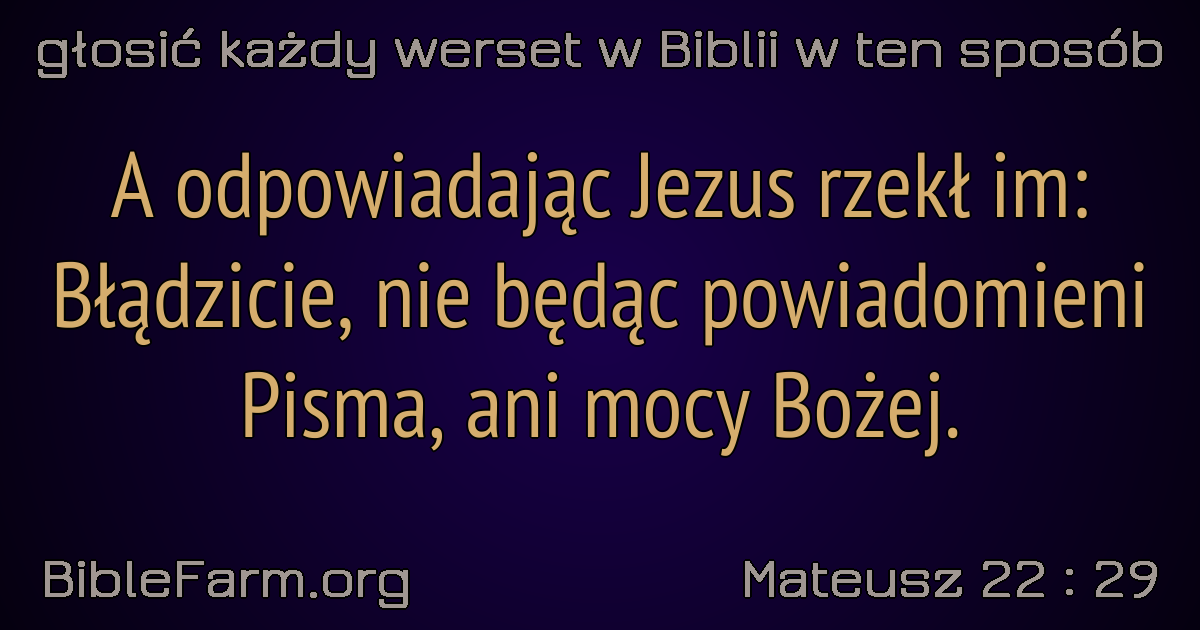 głosić każdy werset w Biblii w ten sposób
A odpowiadając Jezus rzekł im:
Błądzicie, nie będąc powiadomieni
Pisma, ani mocy Bożej.
BibleFarm.org
Mateusz 22 : 29